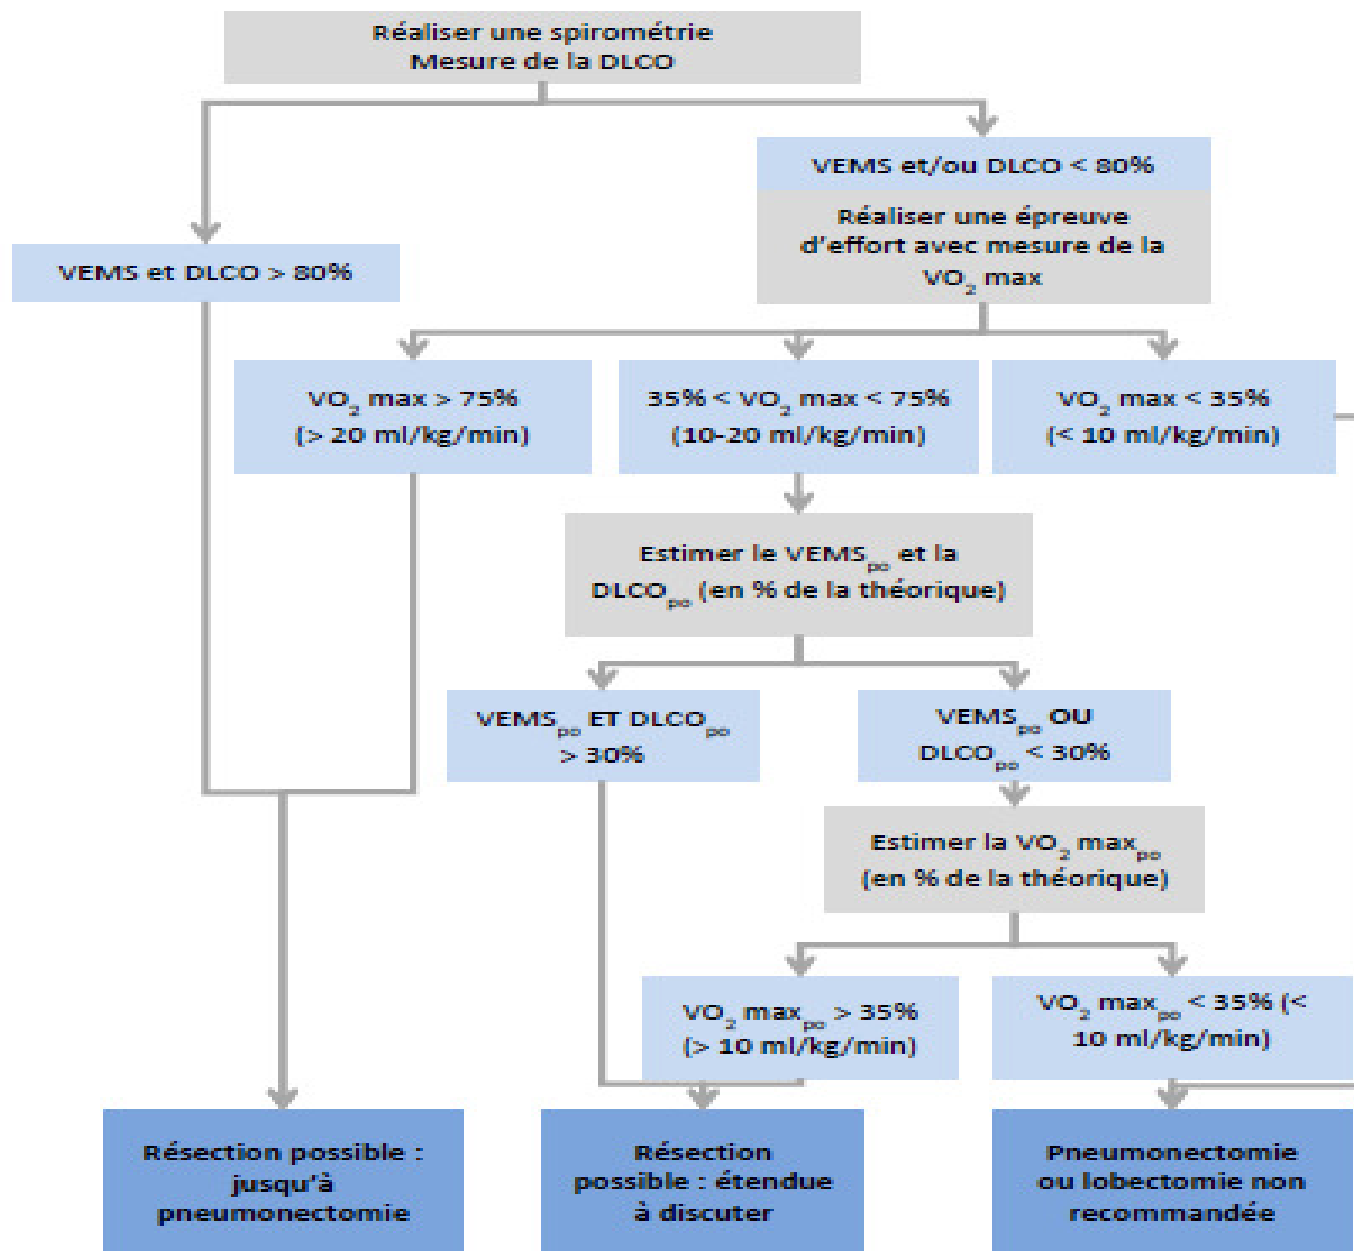 Réaliser une spirométrie
Mesure de la DLCO
VEMS et/ou DLCO < 80%
Réaliser une épreuve
d'effort avec mesure de la
VO2 max
VEMS et DLCO > 80%
VO2 max > 75%
(> 20 ml/kg/min)
35% < VO2 max < 75%
(10-20 ml/kg/min)
VO2 max < 35%
(< 10 ml/kg/min)
Estimer le VEMSpo et la
DLCOpo (en % de la théorique)
VEMSpo ET DLCOpo
> 30%
VEMSpo OU
DLCOpo < 30%
Estimer la VO2 maxpo
(en % de la théorique)
VO2 maxpo > 35%
(> 10 ml/kg/min)
VO2 maxpo < 35% (<
10 ml/kg/min)
Résection possible :
jusqu'à
pneumonectomie
Résection
possible : étendue
à discuter
Pneumonectomie
ou lobectomie non
recommandée